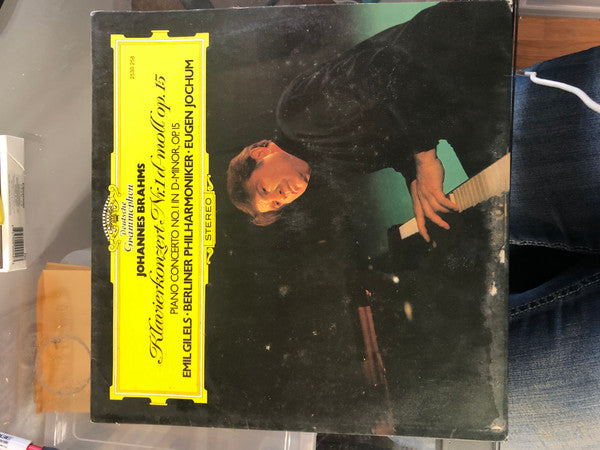 2530 258
Deutsche
Grammophon
JOHANNES BRAHMS
Klavierkonzert Nr.1 d-moll op.15
PIANO CONCERTO NO.1 IN D-MINOR, OP.15
EMIL GILELS · BERLINER PHILHARMONIKER · EUGEN JOCHUM
STEREO